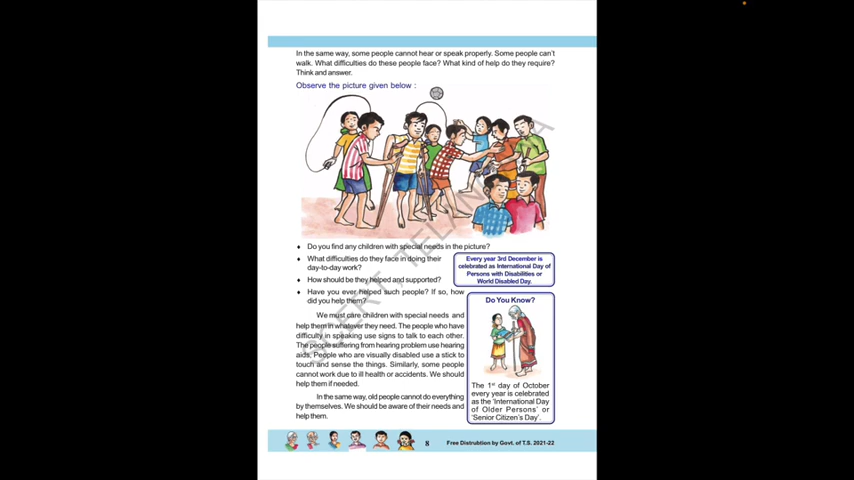 In the same way, some people cannot hear or speak properly. Some people can't
walk. What difficulties do these people face? What kind of help do they require?
Think and answer.
Observe the picture given below :
♦ Do you find any children with special needs in the picture?
♦ What difficulties do they face in doing their
day-to-day work?
♦ How should be they helped and supported?
♦ Have you ever helped such people? If so, how
did you help them?
Every year 3rd December is
celebrated as International Day of
Persons with Disabilities or
World Disabled Day.
We must care children with special needs and
help them in whatever they need. The people who have
difficulty in speaking use signs to talk to each other.
The people suffering from hearing problem use hearing
aids. People who are visually disabled use a stick to
touch and sense the things. Similarly, some people
cannot work due to ill health or accidents. We should
help them if needed.
In the same way, old people cannot do everything
by themselves. We should be aware of their needs and
help them.
Do You Know?
The 1st day of October
every year is celebrated
as the 'International Day
of Older Persons' or
'Senior Citizen's Day'.
8
Free Distrubtion by Govt. of T.S. 2021-22
SCERT, TELANGANA